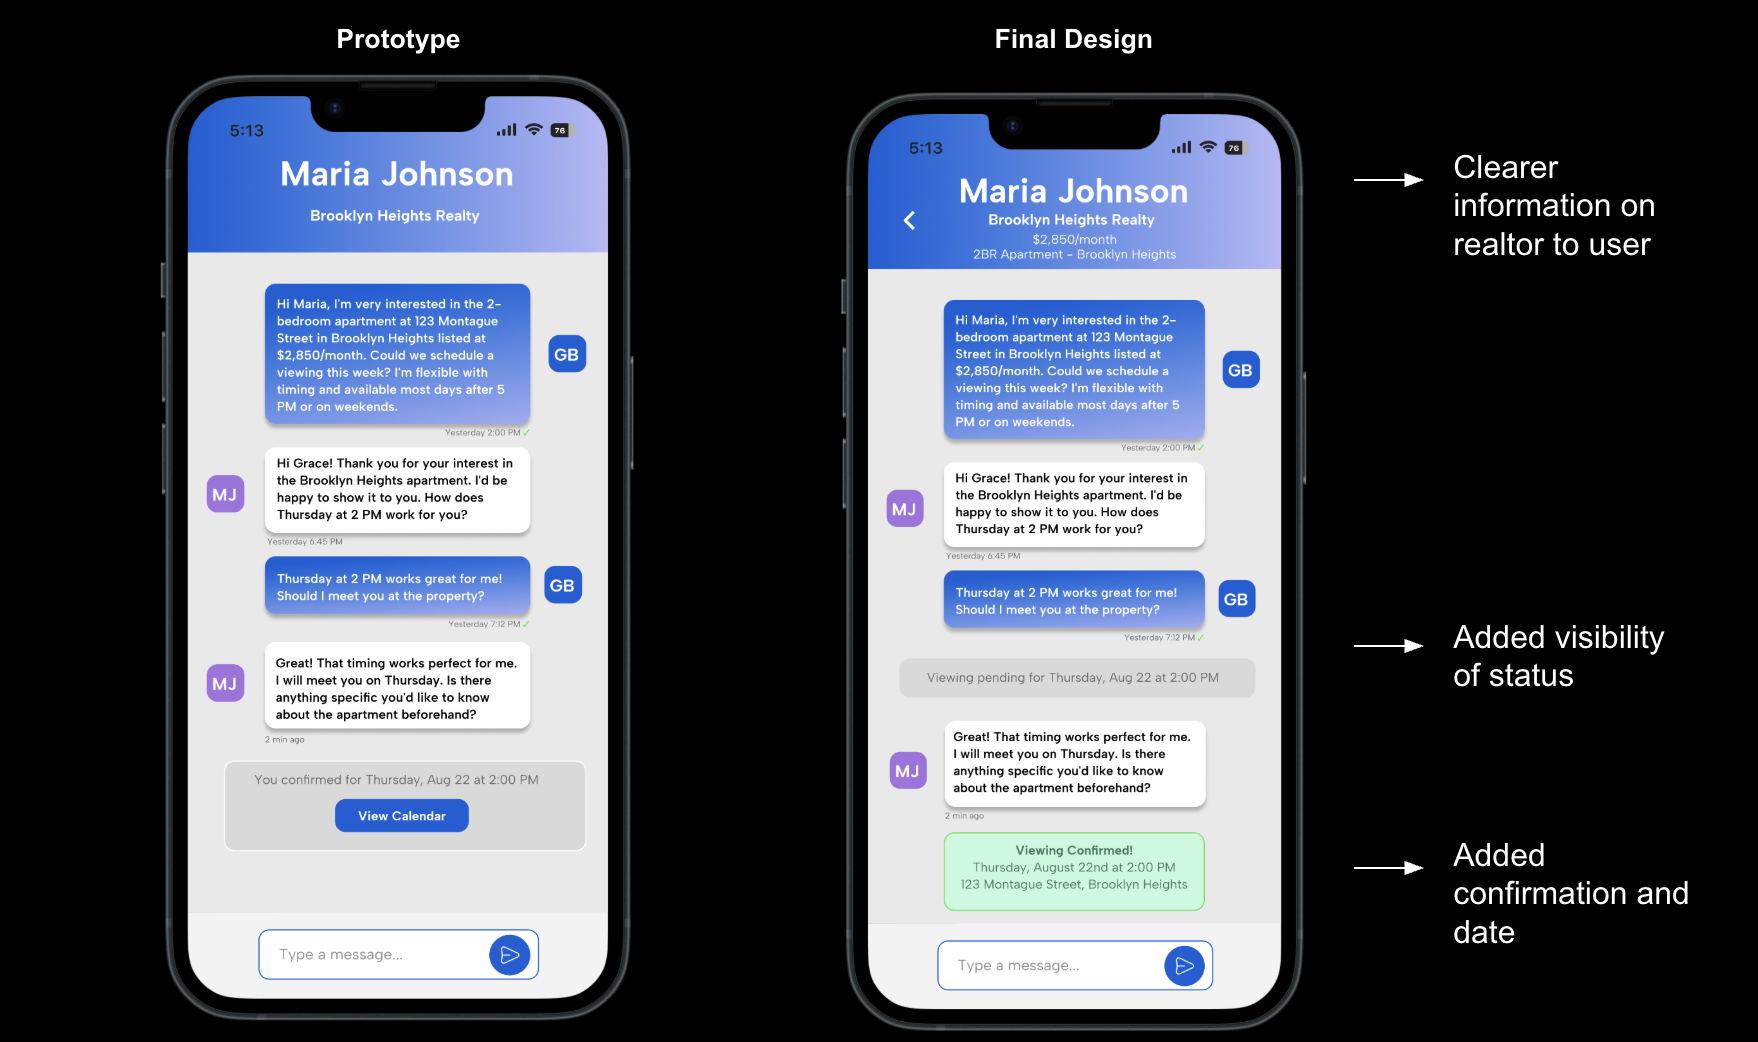 Prototype
5:13
76
Maria Johnson
Brooklyn Heights Realty
Hi Maria, I'm very interested in the 2-
bedroom apartment at 123 Montague
Street in Brooklyn Heights listed at
$2,850/month. Could we schedule a
viewing this week? I'm flexible with
timing and available most days after 5
PM or on weekends.
GB
Yesterday 2:00 PM ✓
Hi Grace! Thank you for your interest in
the Brooklyn Heights apartment. I'd be
happy to show it to you. How does
Thursday at 2 PM work for you?
MJ
Yesterday 6:45 PM
Thursday at 2 PM works great for me!
Should I meet you at the property?
GB
Yesterday 7:12 PM ✓
Great! That timing works perfect for me.
I will meet you on Thursday. Is there
anything specific you'd like to know
about the apartment beforehand?
MJ
2 min ago
You confirmed for Thursday, Aug 22 at 2:00 PM
View Calendar
Type a message...
Final Design
5:13
76
Maria Johnson
Brooklyn Heights Realty
$2,850/month
2BR Apartment - Brooklyn Heights
Hi Maria, I'm very interested in the 2-
bedroom apartment at 123 Montague
Street in Brooklyn Heights listed at
$2,850/month. Could we schedule a
viewing this week? I'm flexible with
timing and available most days after 5
PM or on weekends.
GB
Yesterday 2:00 PM ✓
Hi Grace! Thank you for your interest in
the Brooklyn Heights apartment. I'd be
happy to show it to you. How does
Thursday at 2 PM work for you?
MJ
Yesterday 6:45 PM
Thursday at 2 PM works great for me!
Should I meet you at the property?
GB
Yesterday 7:12 PM ✓
Viewing pending for Thursday, Aug 22 at 2:00 PM
Great! That timing works perfect for me.
I will meet you on Thursday. Is there
anything specific you'd like to know
about the apartment beforehand?
MJ
2 min ago
Viewing Confirmed!
Thursday, August 22nd at 2:00 PM
123 Montague Street, Brooklyn Heights
Type a message...
Clearer
information on
realtor to user
Added visibility
of status
Added
confirmation and
date